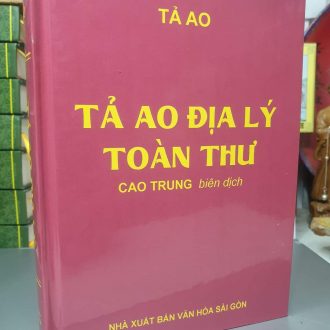 TẢ AO
TẢ AO ĐỊA LÝ
TOÀN THƯ
CAO TRUNG biên dịch
NHÀ XUẤT BẢN VĂN HÓA SÀI GÒN